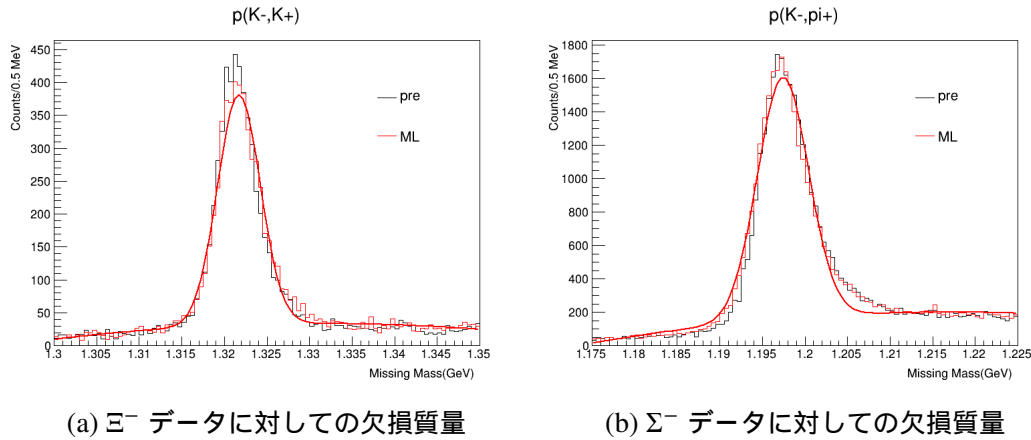 p(K-,K+)
Counts/0.5 MeV
450
400
350
300
250
200
150
100
50
0
pre
ML
1.3 1.305 1.31 1.315 1.32 1.325 1.33 1.335 1.34 1.345 1.35
Missing Mass(GeV)
(a) Ξ⁻ データに対しての欠損質量
p(K-,pi+)
Counts/0.5 MeV
1800
1600
1400
1200
1000
800
600
400
200
0
pre
ML
1.175 1.18 1.185 1.19 1.195 1.2 1.205 1.21 1.215 1.22 1.225
Missing Mass(GeV)
(b) Σ⁻ データに対しての欠損質量